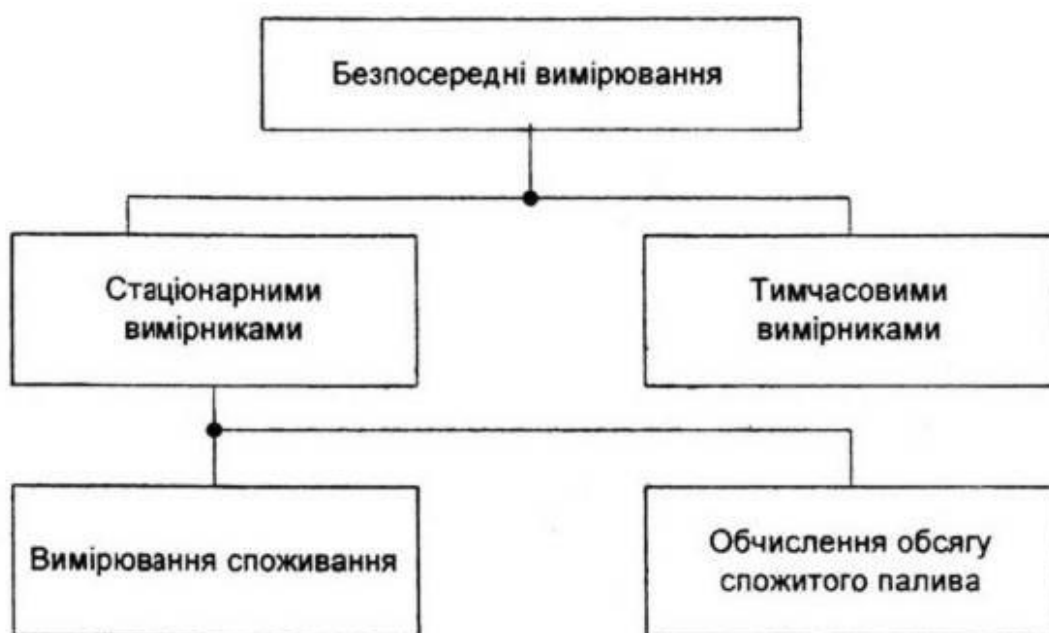 Безпосередні вимірювання
Стаціонарними
вимірниками
Тимчасовими
вимірниками
Вимірювання споживання
Обчислення обсягу
спожитого палива